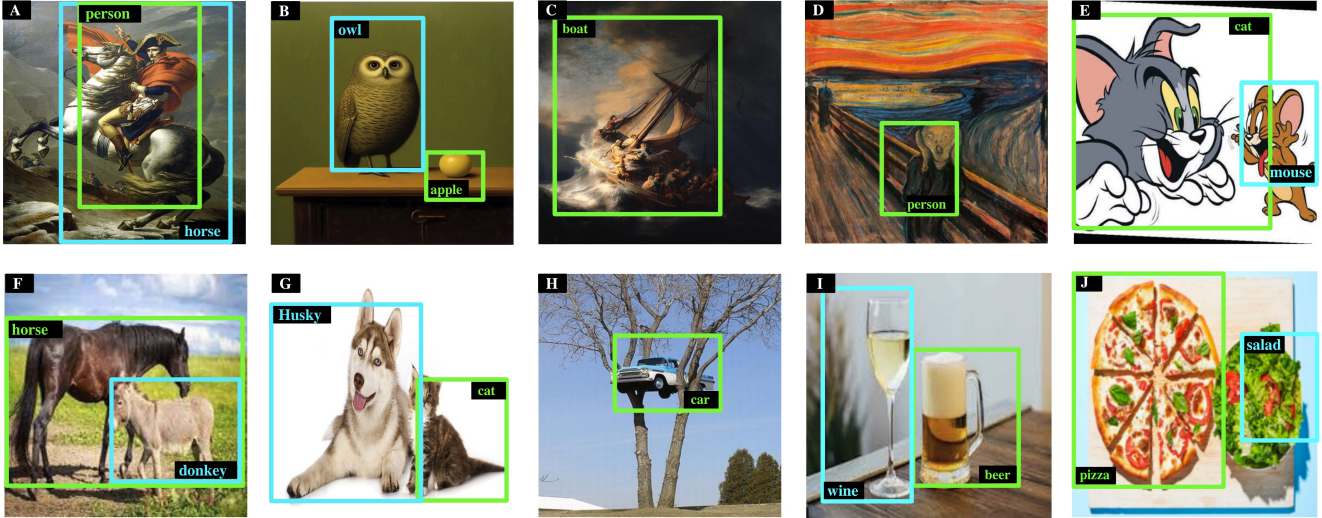 A
person
horse
B
owl
apple
C
boat
D
person
E
cat
mouse
F
horse
donkey
G
Husky
cat
H
car
I
wine
beer
J
salad
pizza